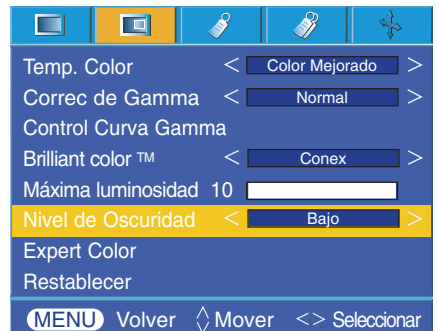 Temp. Color < Color Mejorado >
Correc de Gamma < Normal >
Control Curva Gamma
Brilliant color ™ < Conex >
Máxima luminosidad 10
Nivel de Oscuridad < Bajo >
Expert Color
Restablecer
MENU Volver Mover <> Seleccionar